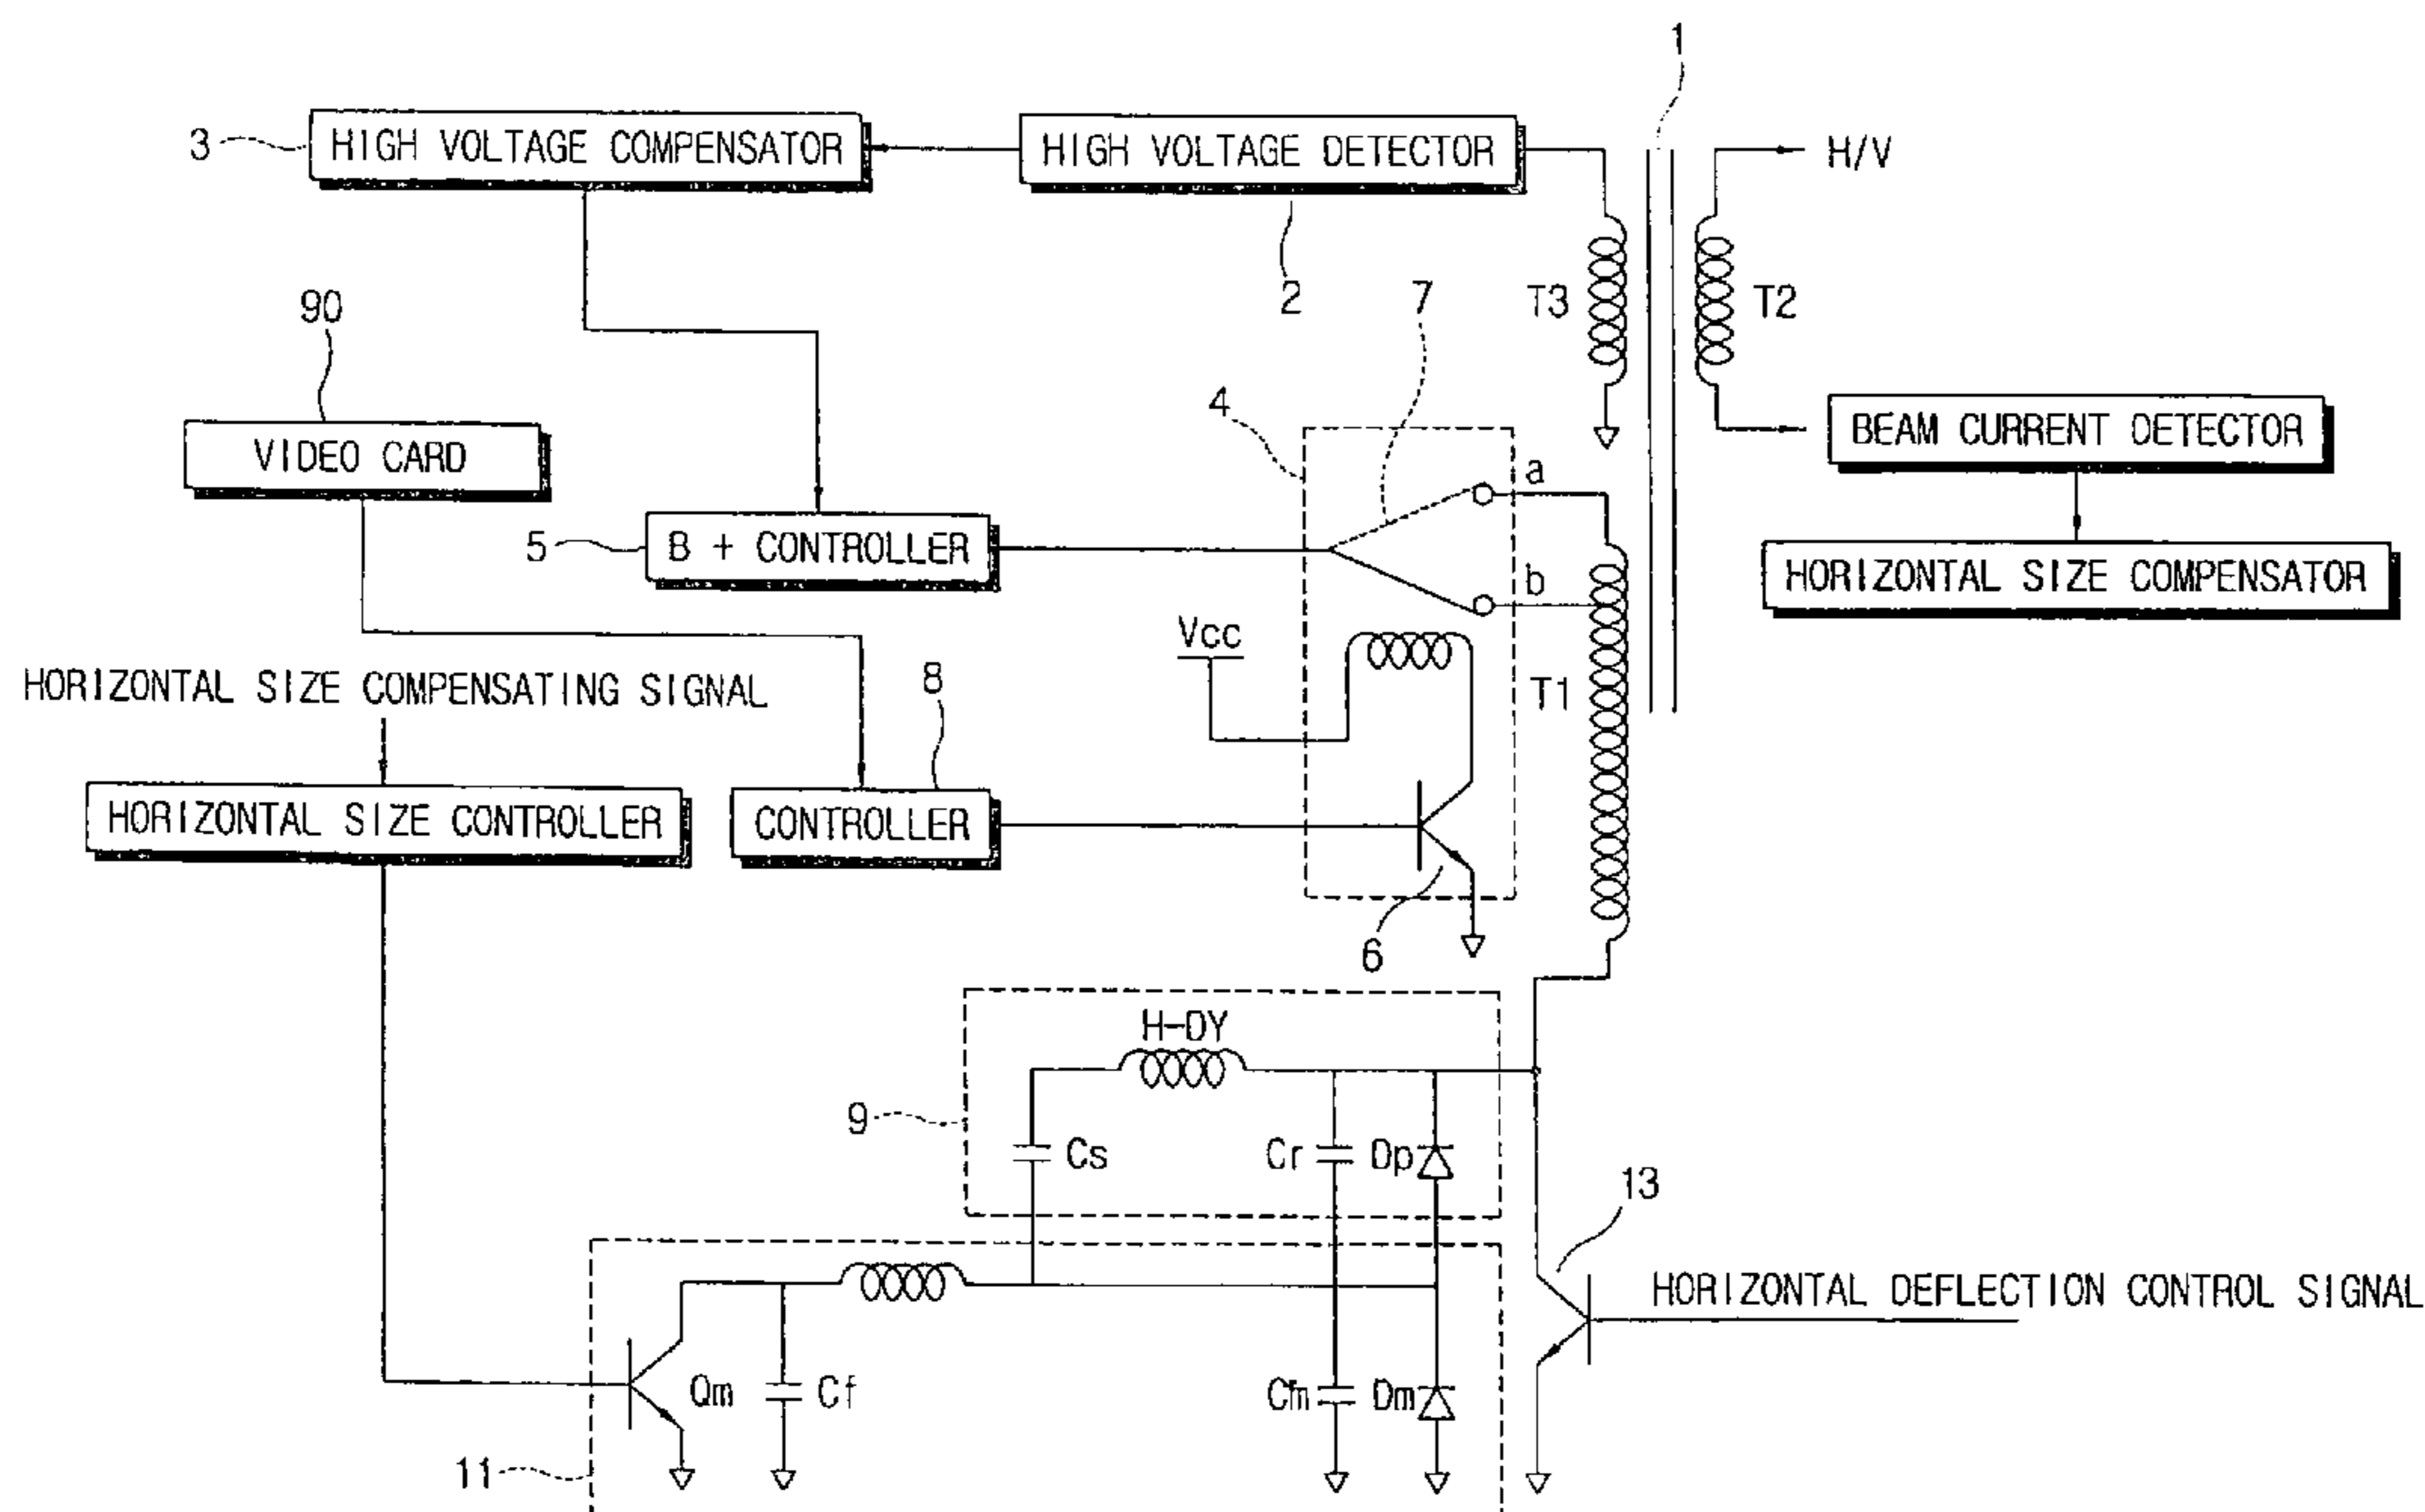 1
3
HIGH VOLTAGE COMPENSATOR
HIGH VOLTAGE DETECTOR
H/V
2
T3
T2
7
90
4
VIDEO CARD
a
BEAM CURRENT DETECTOR
5
B + CONTROLLER
b
HORIZONTAL SIZE COMPENSATOR
Vcc
HORIZONTAL SIZE COMPENSATING SIGNAL
8
T1
HORIZONTAL SIZE CONTROLLER
CONTROLLER
6
H-DY
9
Cs
Cr
Dp
13
HORIZONTAL DEFLECTION CONTROL SIGNAL
Qm
Cf
Cm
Dm
11